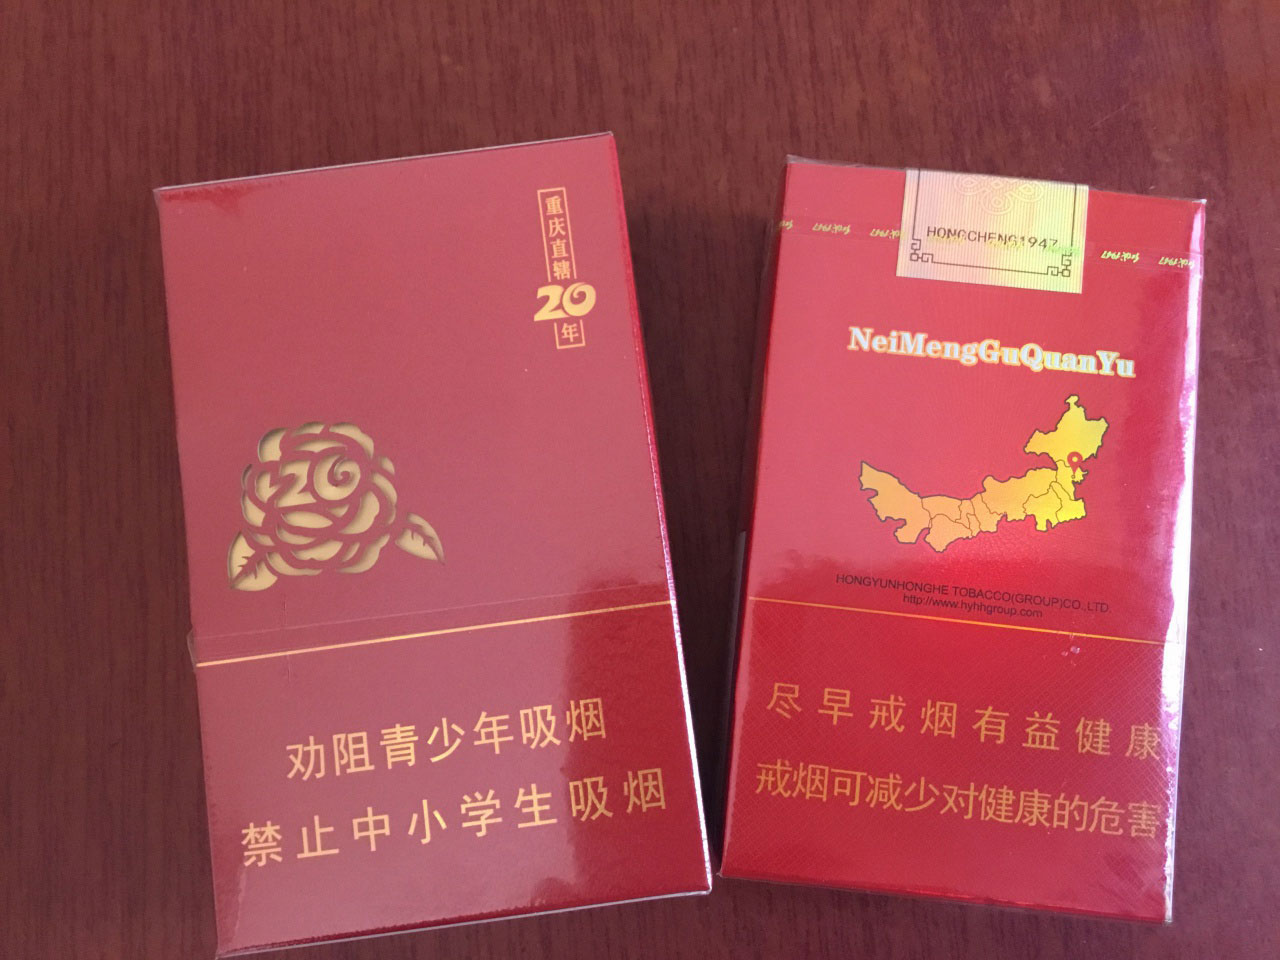 重庆直辖
20
年
20
劝阻青少年吸烟
禁止中小学生吸烟
HONGCHENG1947
NeiMengGuQuanYu
HONGYUNHONGHE TOBACCO(GROUP)CO.,LTD.
http://www.hyhhgroup.com
尽早戒烟有益健康
戒烟可减少对健康的危害